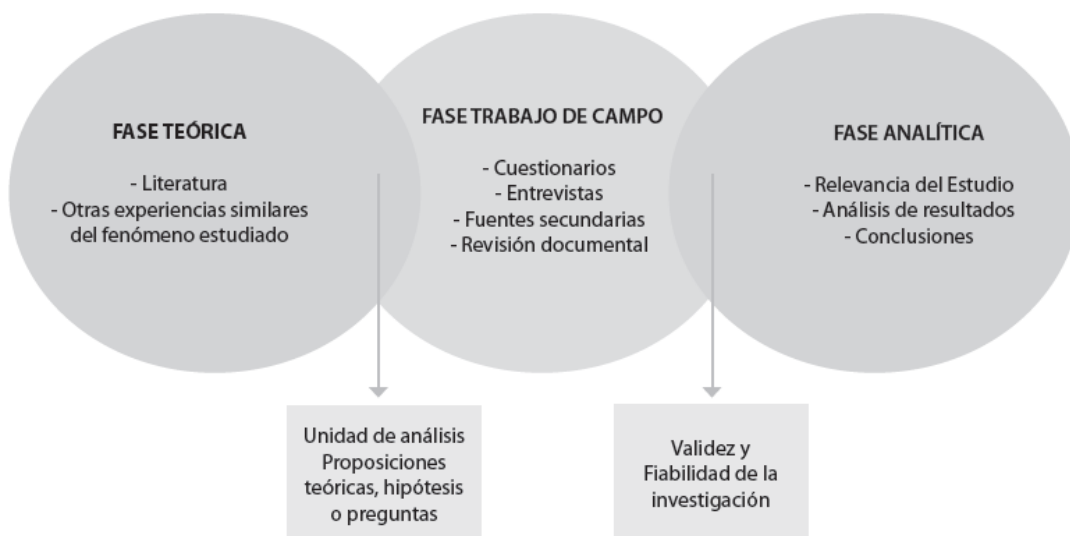 FASE TEÓRICA
- Literatura
- Otras experiencias similares
del fenómeno estudiado
FASE TRABAJO DE CAMPO
- Cuestionarios
- Entrevistas
- Fuentes secundarias
- Revisión documental
FASE ANALÍTICA
- Relevancia del Estudio
- Análisis de resultados
- Conclusiones
Unidad de análisis
Proposiciones
teóricas, hipótesis
o preguntas
Validez y
Fiabilidad de la
investigación